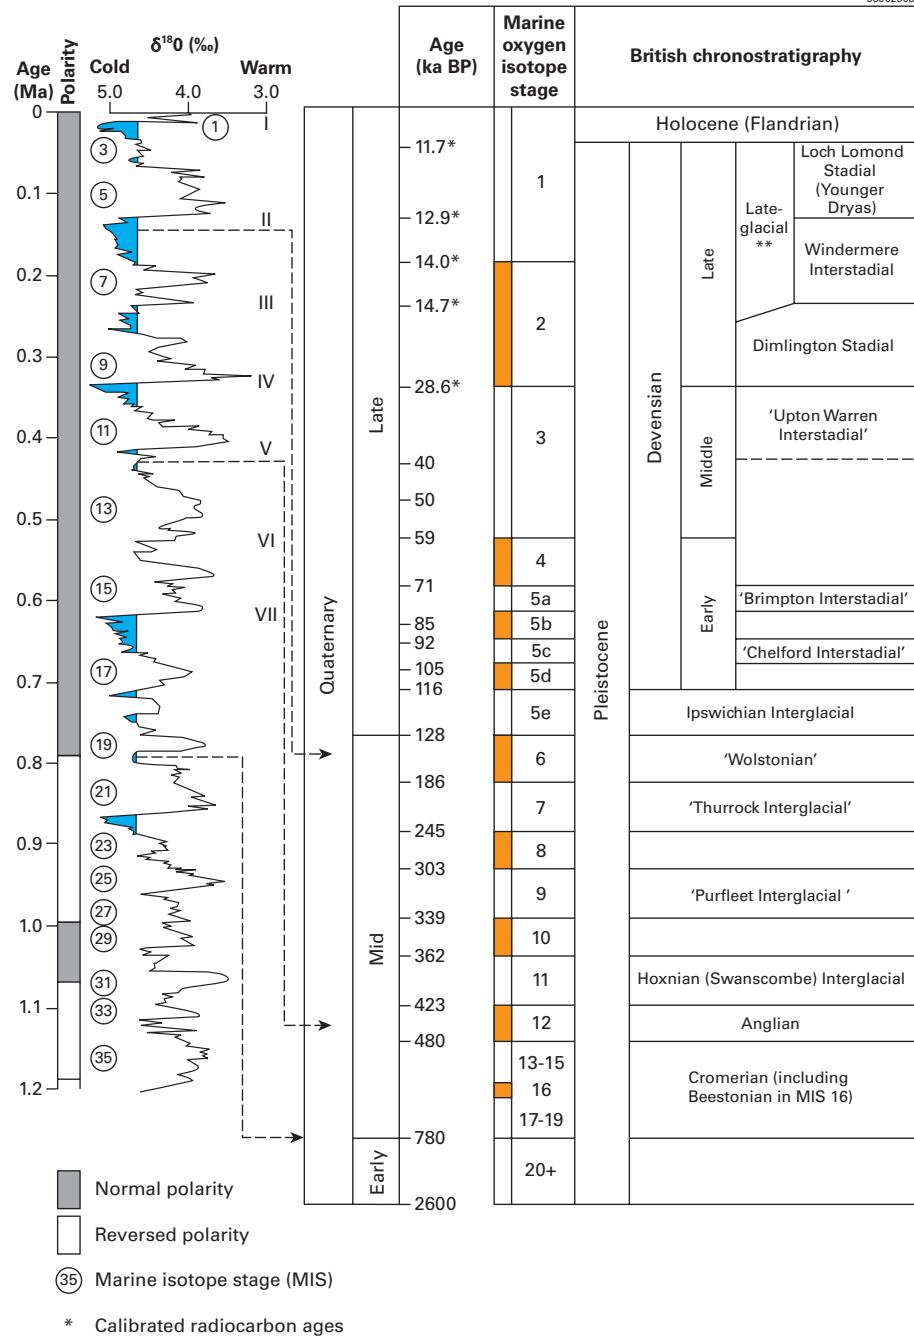 δ¹⁸0 (‰)
Age (Ma)
Polarity
Cold
Warm
5.0
4.0
3.0
0
0.1
0.2
0.3
0.4
0.5
0.6
0.7
0.8
0.9
1.0
1.1
1.2
1
3
5
7
9
11
13
15
17
19
21
23
25
27
29
31
33
35
I
II
III
IV
V
VI
VII
Age
(ka BP)
Marine
oxygen
isotope
stage
British chronostratigraphy
Quaternary
Late
Mid
Early
11.7*
12.9*
14.0*
14.7*
28.6*
40
50
59
71
85
92
105
116
128
186
245
303
339
362
423
480
780
2600
1
2
3
4
5a
5b
5c
5d
5e
6
7
8
9
10
11
12
13-15
16
17-19
20+
Pleistocene
Holocene (Flandrian)
Devensian
Late
Middle
Early
Late-
glacial
**
Loch Lomond
Stadial
(Younger
Dryas)
Windermere
Interstadial
Dimlington Stadial
‘Upton Warren
Interstadial’
‘Brimpton Interstadial’
‘Chelford Interstadial’
Ipswichian Interglacial
‘Wolstonian’
‘Thurrock Interglacial’
‘Purfleet Interglacial ’
Hoxnian (Swanscombe) Interglacial
Anglian
Cromerian (including
Beestonian in MIS 16)
Normal polarity
Reversed polarity
35 Marine isotope stage (MIS)
* Calibrated radiocarbon ages